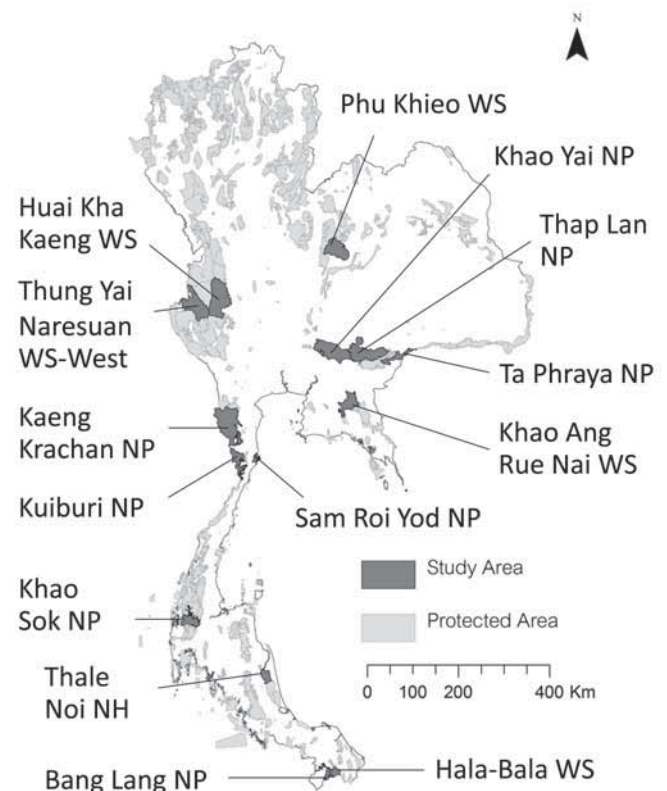 N
Phu Khieo WS
Khao Yai NP
Huai Kha
Kaeng WS
Thap Lan
NP
Thung Yai
Naresuan
WS-West
Ta Phraya NP
Kaeng
Krachan NP
Khao Ang
Rue Nai WS
Kuiburi NP
Sam Roi Yod NP
Study Area
Khao
Sok NP
Protected Area
Thale
Noi NH
0 100 200 400 Km
Bang Lang NP
Hala-Bala WS